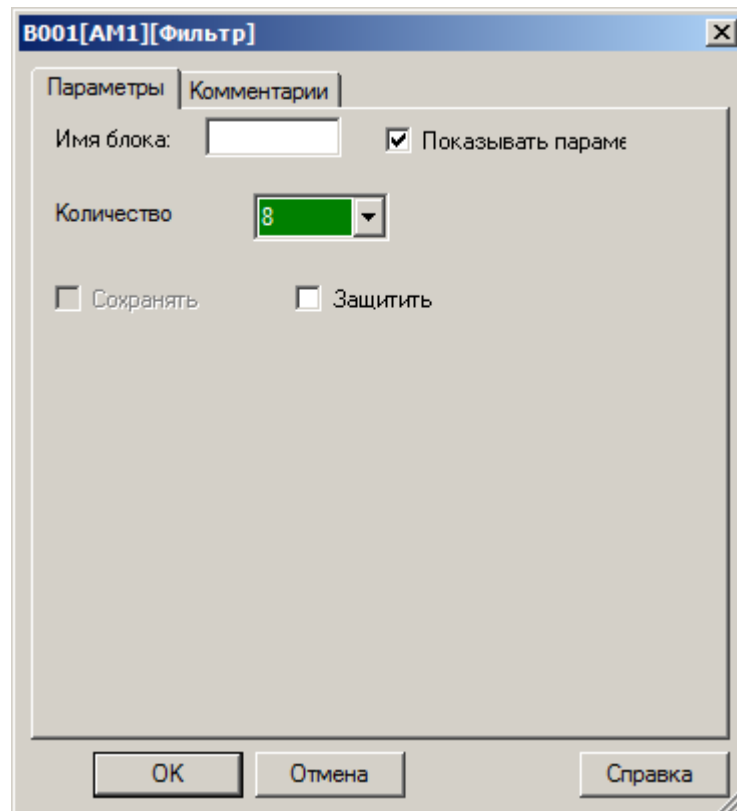 B001[AM1][Фильтр]
Параметры Комментарии
Имя блока: Показывать параме
Количество 8
Сохранять Защитить
OK Отмена Справка